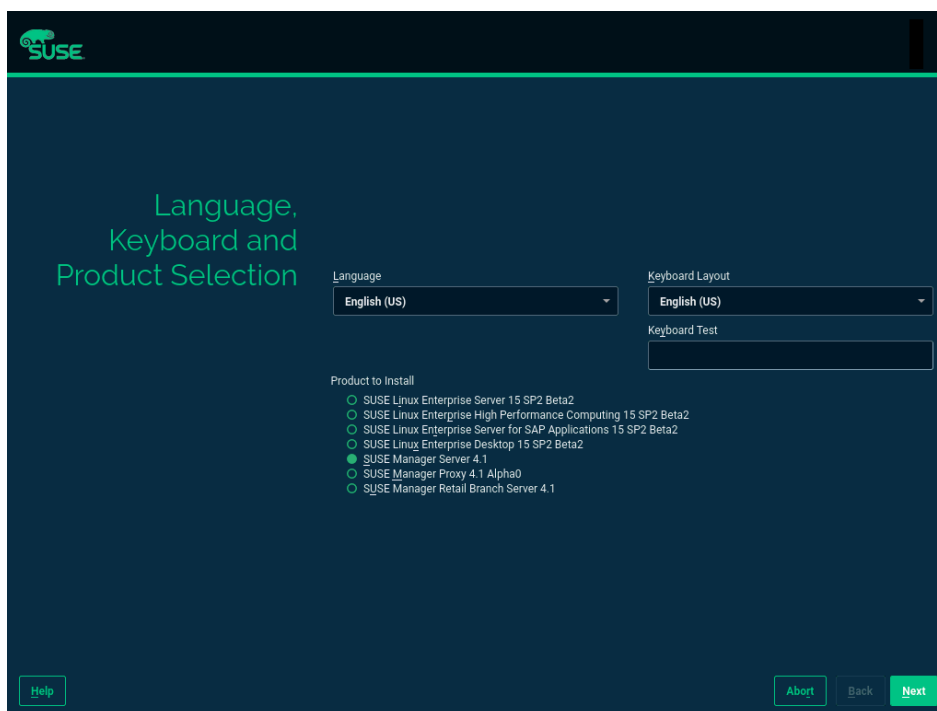 SUSE
Language,
Keyboard and
Product Selection
Language
Keyboard Layout
English (US)
English (US)
Keyboard Test
Product to Install
SUSE Linux Enterprise Server 15 SP2 Beta2
SUSE Linux Enterprise High Performance Computing 15 SP2 Beta2
SUSE Linux Enterprise Server for SAP Applications 15 SP2 Beta2
SUSE Linux Enterprise Desktop 15 SP2 Beta2
SUSE Manager Server 4.1
SUSE Manager Proxy 4.1 Alpha0
SUSE Manager Retail Branch Server 4.1
Help
Abort
Back
Next